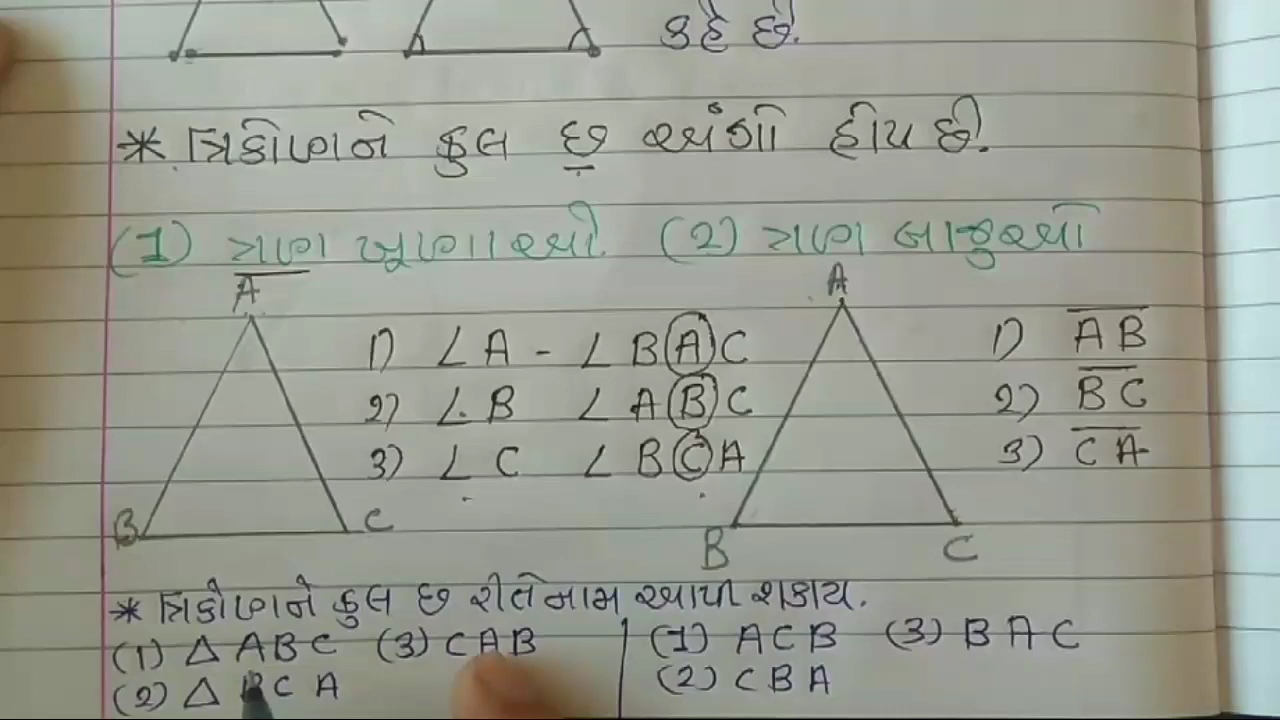 કહે છે.
* ત્રિકોણને કુલ છ અંગો હોય છે.
(1) ત્રણ ખૂણાઓ. (2) ત્રણ બાજુઓ
A A
1) ∠A - ∠BAC 1) AB
2) ∠B ∠ABC 2) BC
3) ∠C ∠BCA 3) CA
B C B C
* ત્રિકોણને કુલ છ રીતે નામ આપી શકાય.
(1) △ ABC (3) CAB (1) ACB (3) BAC
(2) △ BCA (2) CBA